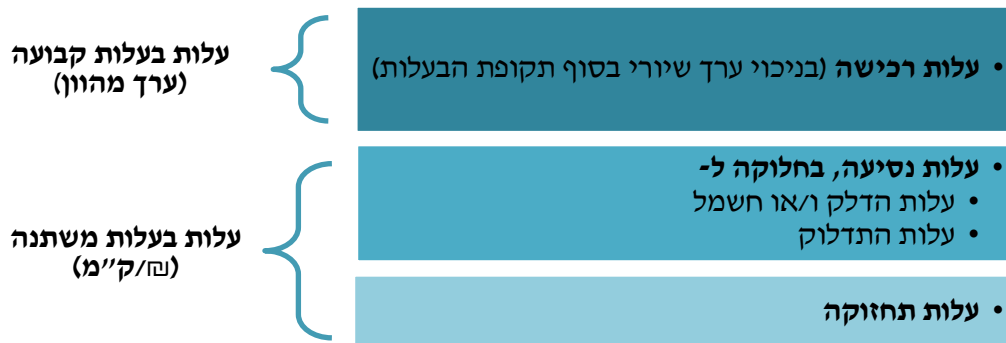 • עלות רכישה (בניכוי ערך שיורי בסוף תקופת הבעלות)
עלות בעלות קבועה
(ערך מהוון)
• עלות נסיעה, בחלוקה ל-
• עלות הדלק ו/או חשמל
• עלות התדלוק
• עלות תחזוקה
עלות בעלות משתנה
(₪/ק"מ)